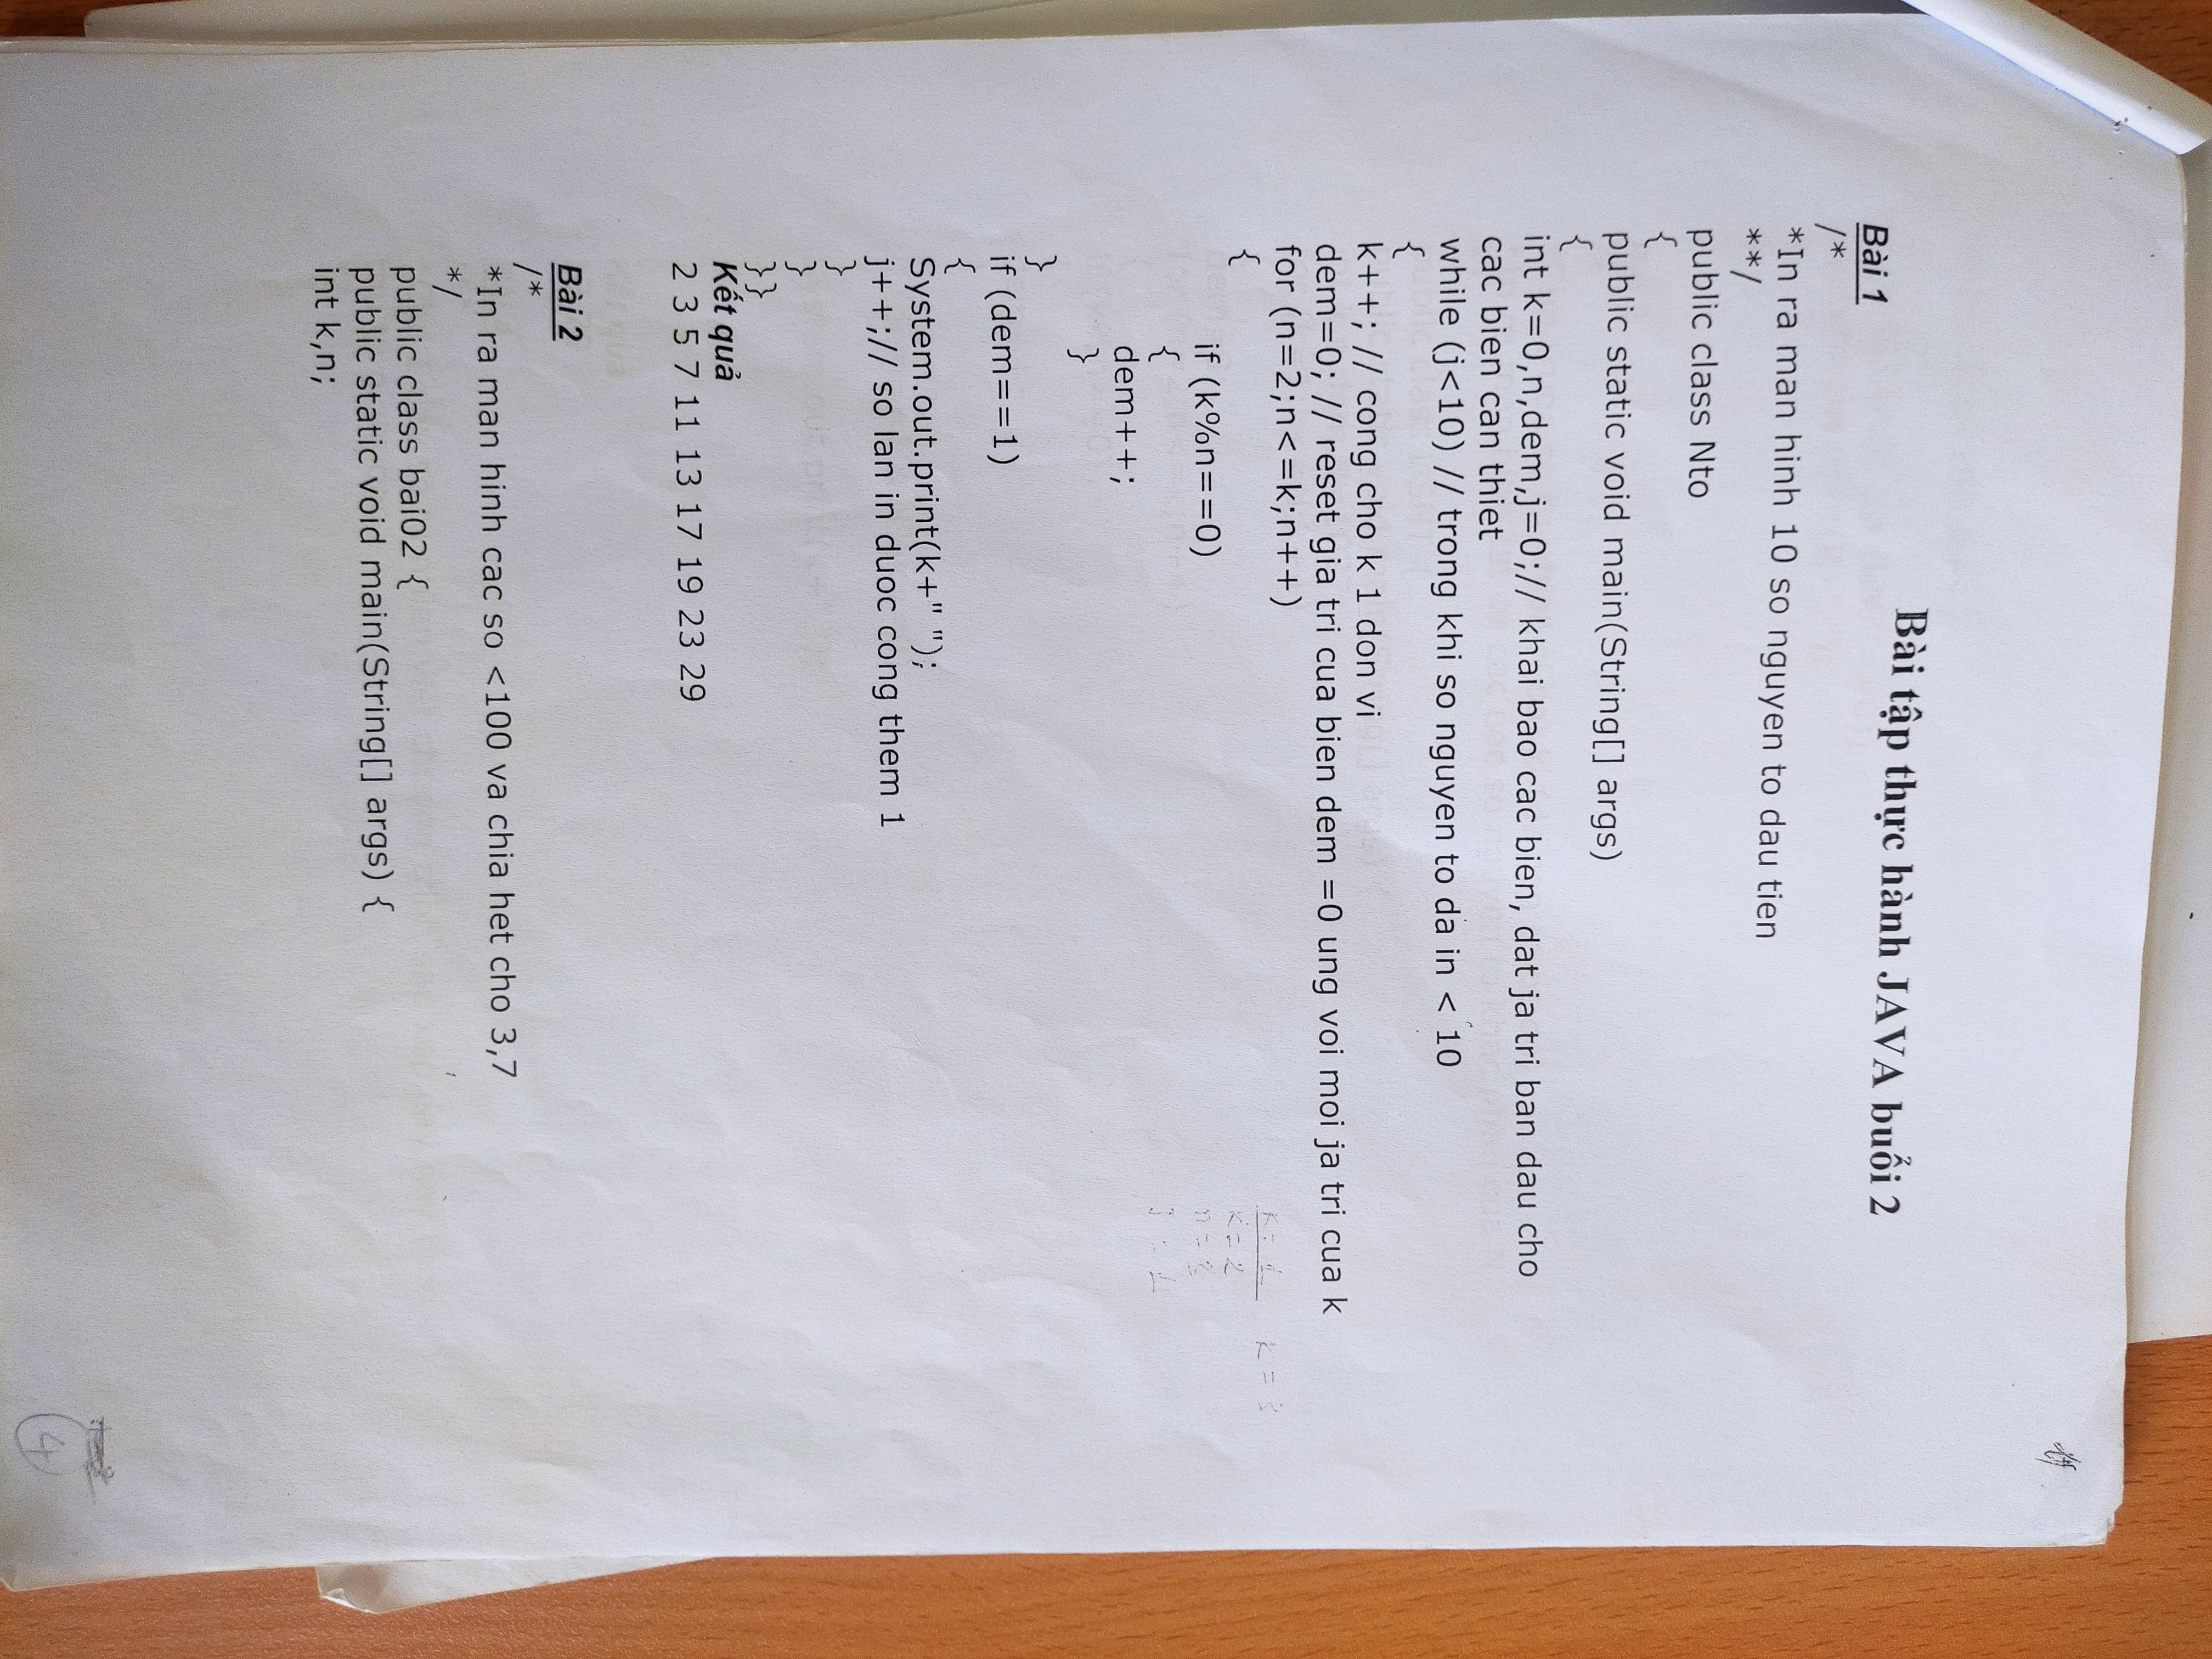 Bài tập thực hành JAVA buổi 2
Bài 1
/*
*In ra man hinh 10 so nguyen to dau tien
**/
public class Nto
{
public static void main(String[] args)
{
int k=0,n,dem,j=0;// khai bao cac bien, dat ja tri ban dau cho
cac bien can thiet
while (j<10) // trong khi so nguyen to da in < 10
{
k++; // cong cho k 1 don vi
dem=0; // reset gia tri cua bien dem =0 ung voi moi ja tri cua k
for (n=2;n<=k;n++)
{
if (k%n==0)
{
dem++;
}
}
if (dem==1)
{
System.out.print(k+" ");
j++;// so lan in duoc cong them 1
}
}
}}
Kết quả
2 3 5 7 11 13 17 19 23 29
k = 1 k = 3
k = 2
n = 3
j = 1
Bài 2
/*
*In ra man hinh cac so <100 va chia het cho 3,7
*/
public class bai02 {
public static void main(String[] args) {
int k,n;
4